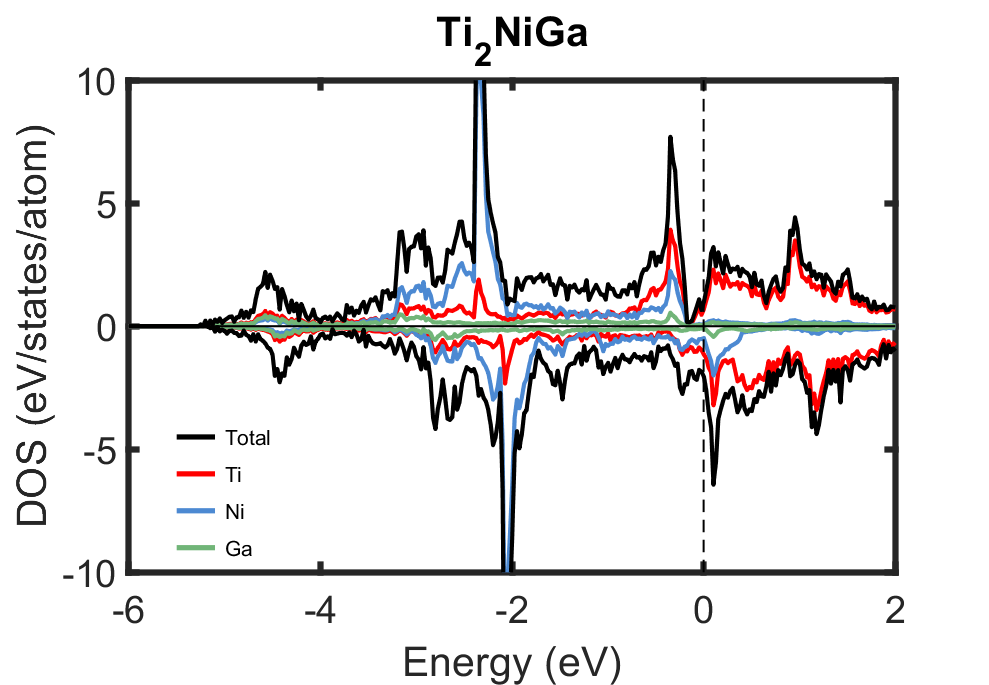 Ti₂NiGa
DOS (eV/states/atom)
10
5
0
-5
-10
Total
Ti
Ni
Ga
-6 -4 -2 0 2
Energy (eV)